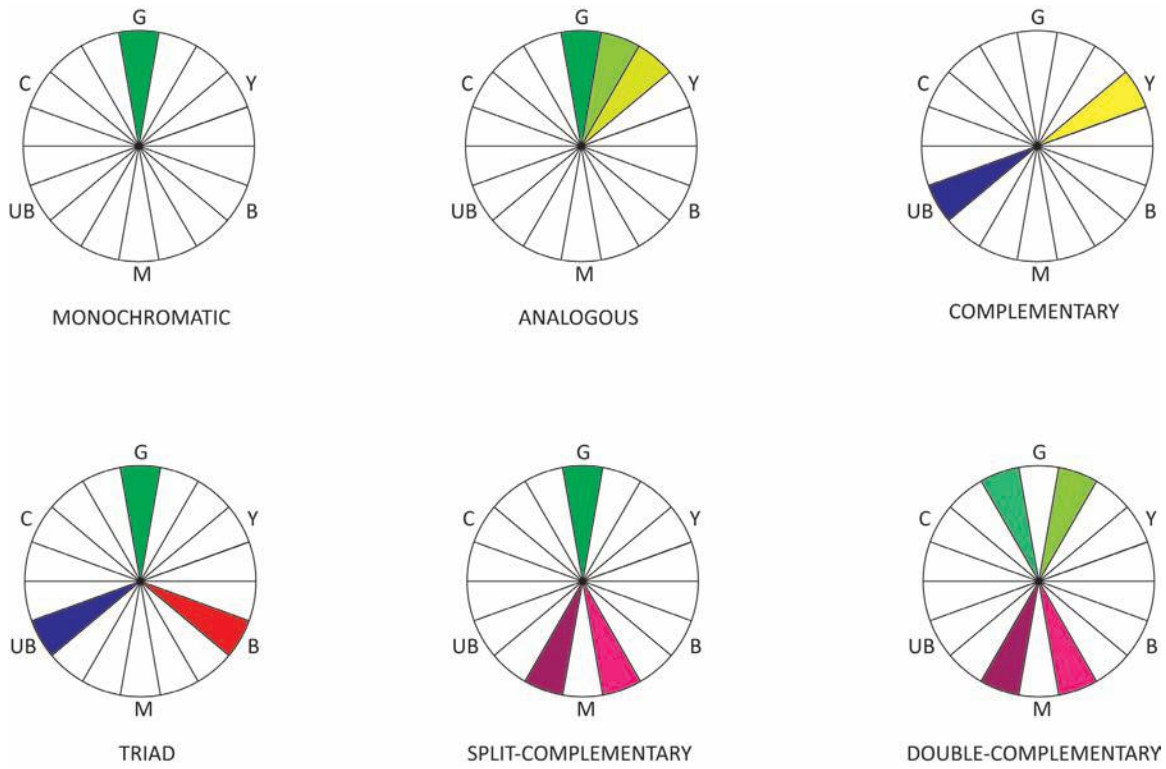 G G G
C Y C Y C Y
UB B UB B UB B
M M M
MONOCHROMATIC ANALOGOUS COMPLEMENTARY
G G G
C Y C Y C Y
UB B UB B UB B
M M M
TRIAD SPLIT-COMPLEMENTARY DOUBLE-COMPLEMENTARY